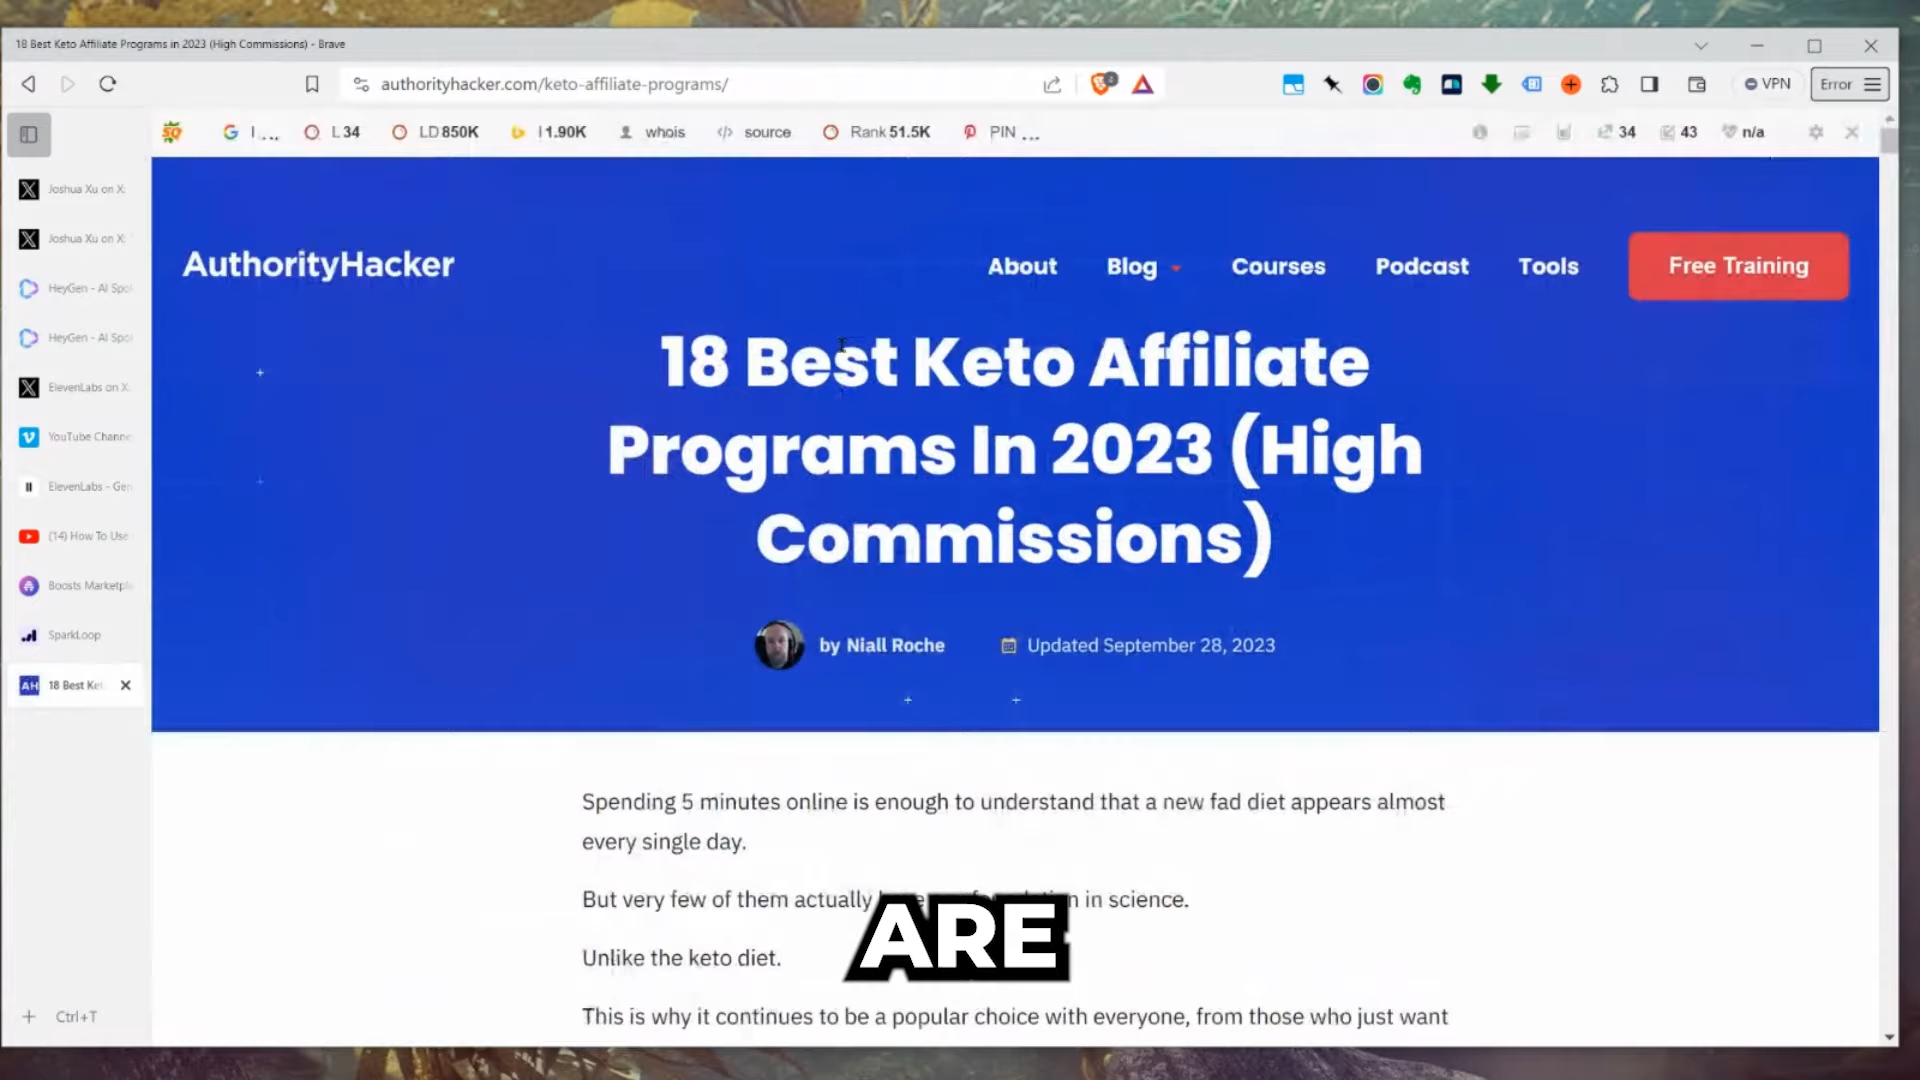 18 Best Keto Affiliate Programs in 2023 (High Commissions) - Brave
authorityhacker.com/keto-affiliate-programs/
VPN
Error
SQ
I ...
L 34
LD 850K
I 1.90K
whois
source
Rank 51.5K
PIN ...
34
43
n/a
Joshua Xu on X:
Joshua Xu on X:
HeyGen - AI Spo
HeyGen - AI Spo
ElevenLabs on X
YouTube Channe
ElevenLabs - Gen
(14) How To Use
Boosts Marketpl
SparkLoop
AH 18 Best Ket
Ctrl+T
AuthorityHacker
About
Blog
Courses
Podcast
Tools
Free Training
18 Best Keto Affiliate
Programs In 2023 (High
Commissions)
by Niall Roche
Updated September 28, 2023
Spending 5 minutes online is enough to understand that a new fad diet appears almost
every single day.
But very few of them actually in science.
ARE
Unlike the keto diet.
This is why it continues to be a popular choice with everyone, from those who just want